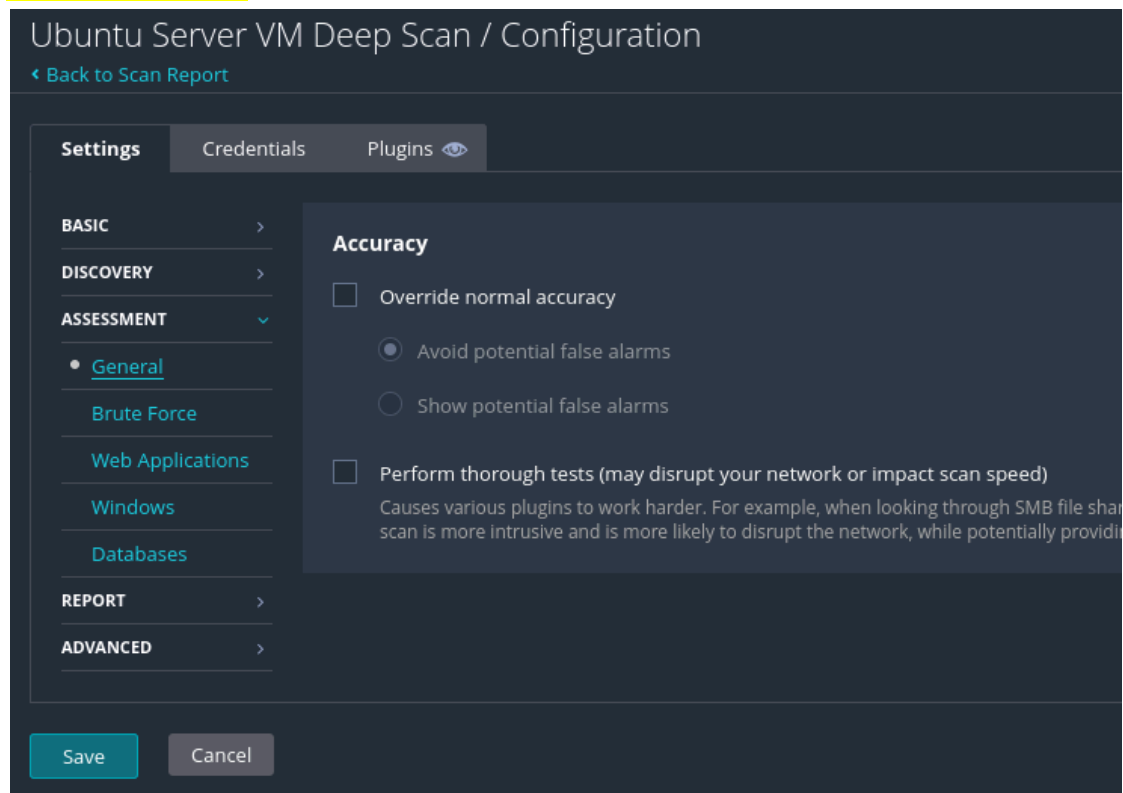 Ubuntu Server VM Deep Scan / Configuration
Back to Scan Report
Settings Credentials Plugins
BASIC
DISCOVERY
ASSESSMENT
General
Brute Force
Web Applications
Windows
Databases
REPORT
ADVANCED
Accuracy
Override normal accuracy
Avoid potential false alarms
Show potential false alarms
Perform thorough tests (may disrupt your network or impact scan speed)
Causes various plugins to work harder. For example, when looking through SMB file
scan is more intrusive and is more likely to disrupt the network, while potentially
Save Cancel